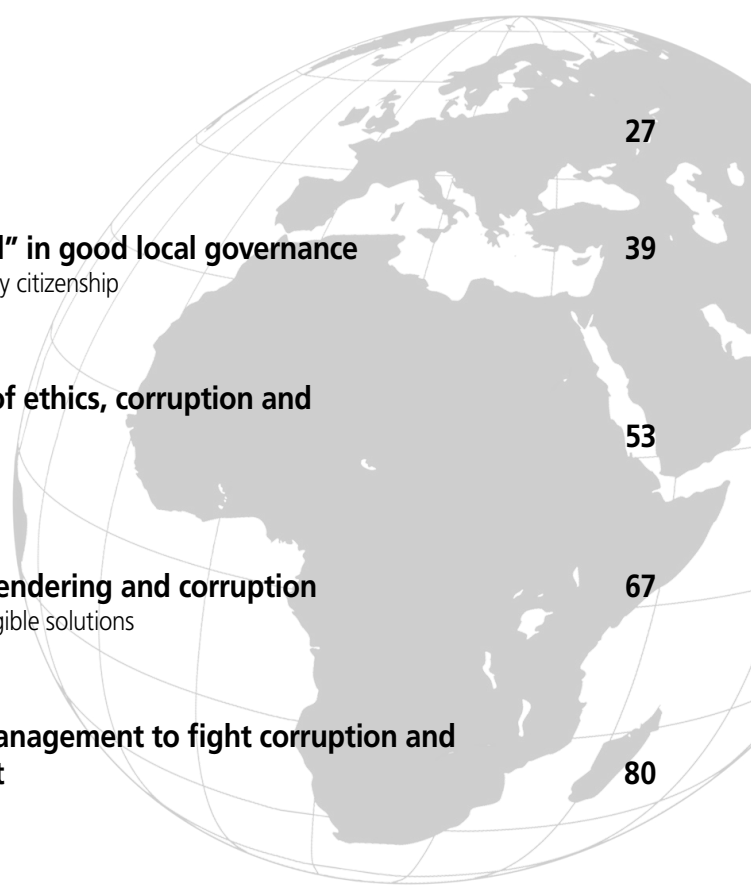 27
” in good local governance 39
y citizenship
of ethics, corruption and
53
endering and corruption 67
gible solutions
anagement to fight corruption and
80